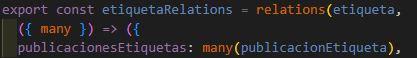 export const etiquetaRelations = relations(etiqueta,
({ many }) => ({
publicacionesEtiquetas: many(publicacionEtiqueta),